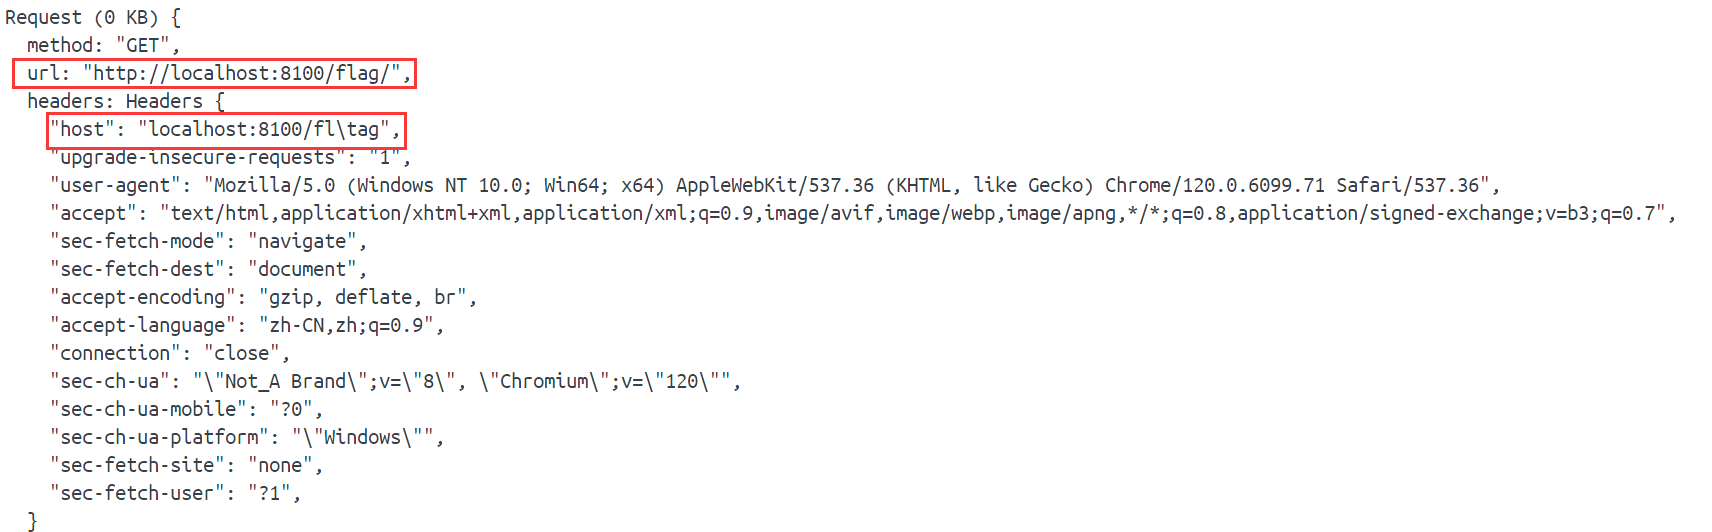 Request (0 KB) {
  method: "GET",
  url: "http://localhost:8100/flag/",
  headers: Headers {
    "host": "localhost:8100/fl\tag",
    "upgrade-insecure-requests": "1",
    "user-agent": "Mozilla/5.0 (Windows NT 10.0; Win64; x64) AppleWebKit/537.36 (KHTML, like Gecko) Chrome/120.0.6099.71 Safari/537.36",
    "accept": "text/html,application/xhtml+xml,application/xml;q=0.9,image/avif,image/webp,image/apng,*/*;q=0.8,application/signed-exchange;v=b3;q=0.7",
    "sec-fetch-mode": "navigate",
    "sec-fetch-dest": "document",
    "accept-encoding": "gzip, deflate, br",
    "accept-language": "zh-CN,zh;q=0.9",
    "connection": "close",
    "sec-ch-ua": "\"Not_A Brand\";v=\"8\", \"Chromium\";v=\"120\"",
    "sec-ch-ua-mobile": "?0",
    "sec-ch-ua-platform": "\"Windows\"",
    "sec-fetch-site": "none",
    "sec-fetch-user": "?1",
  }